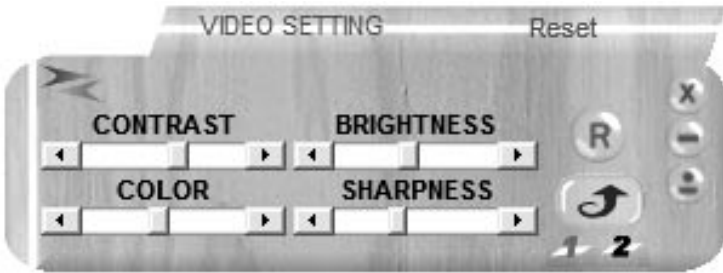 VIDEO SETTING Reset
X
CONTRAST BRIGHTNESS
R
COLOR SHARPNESS
1 2